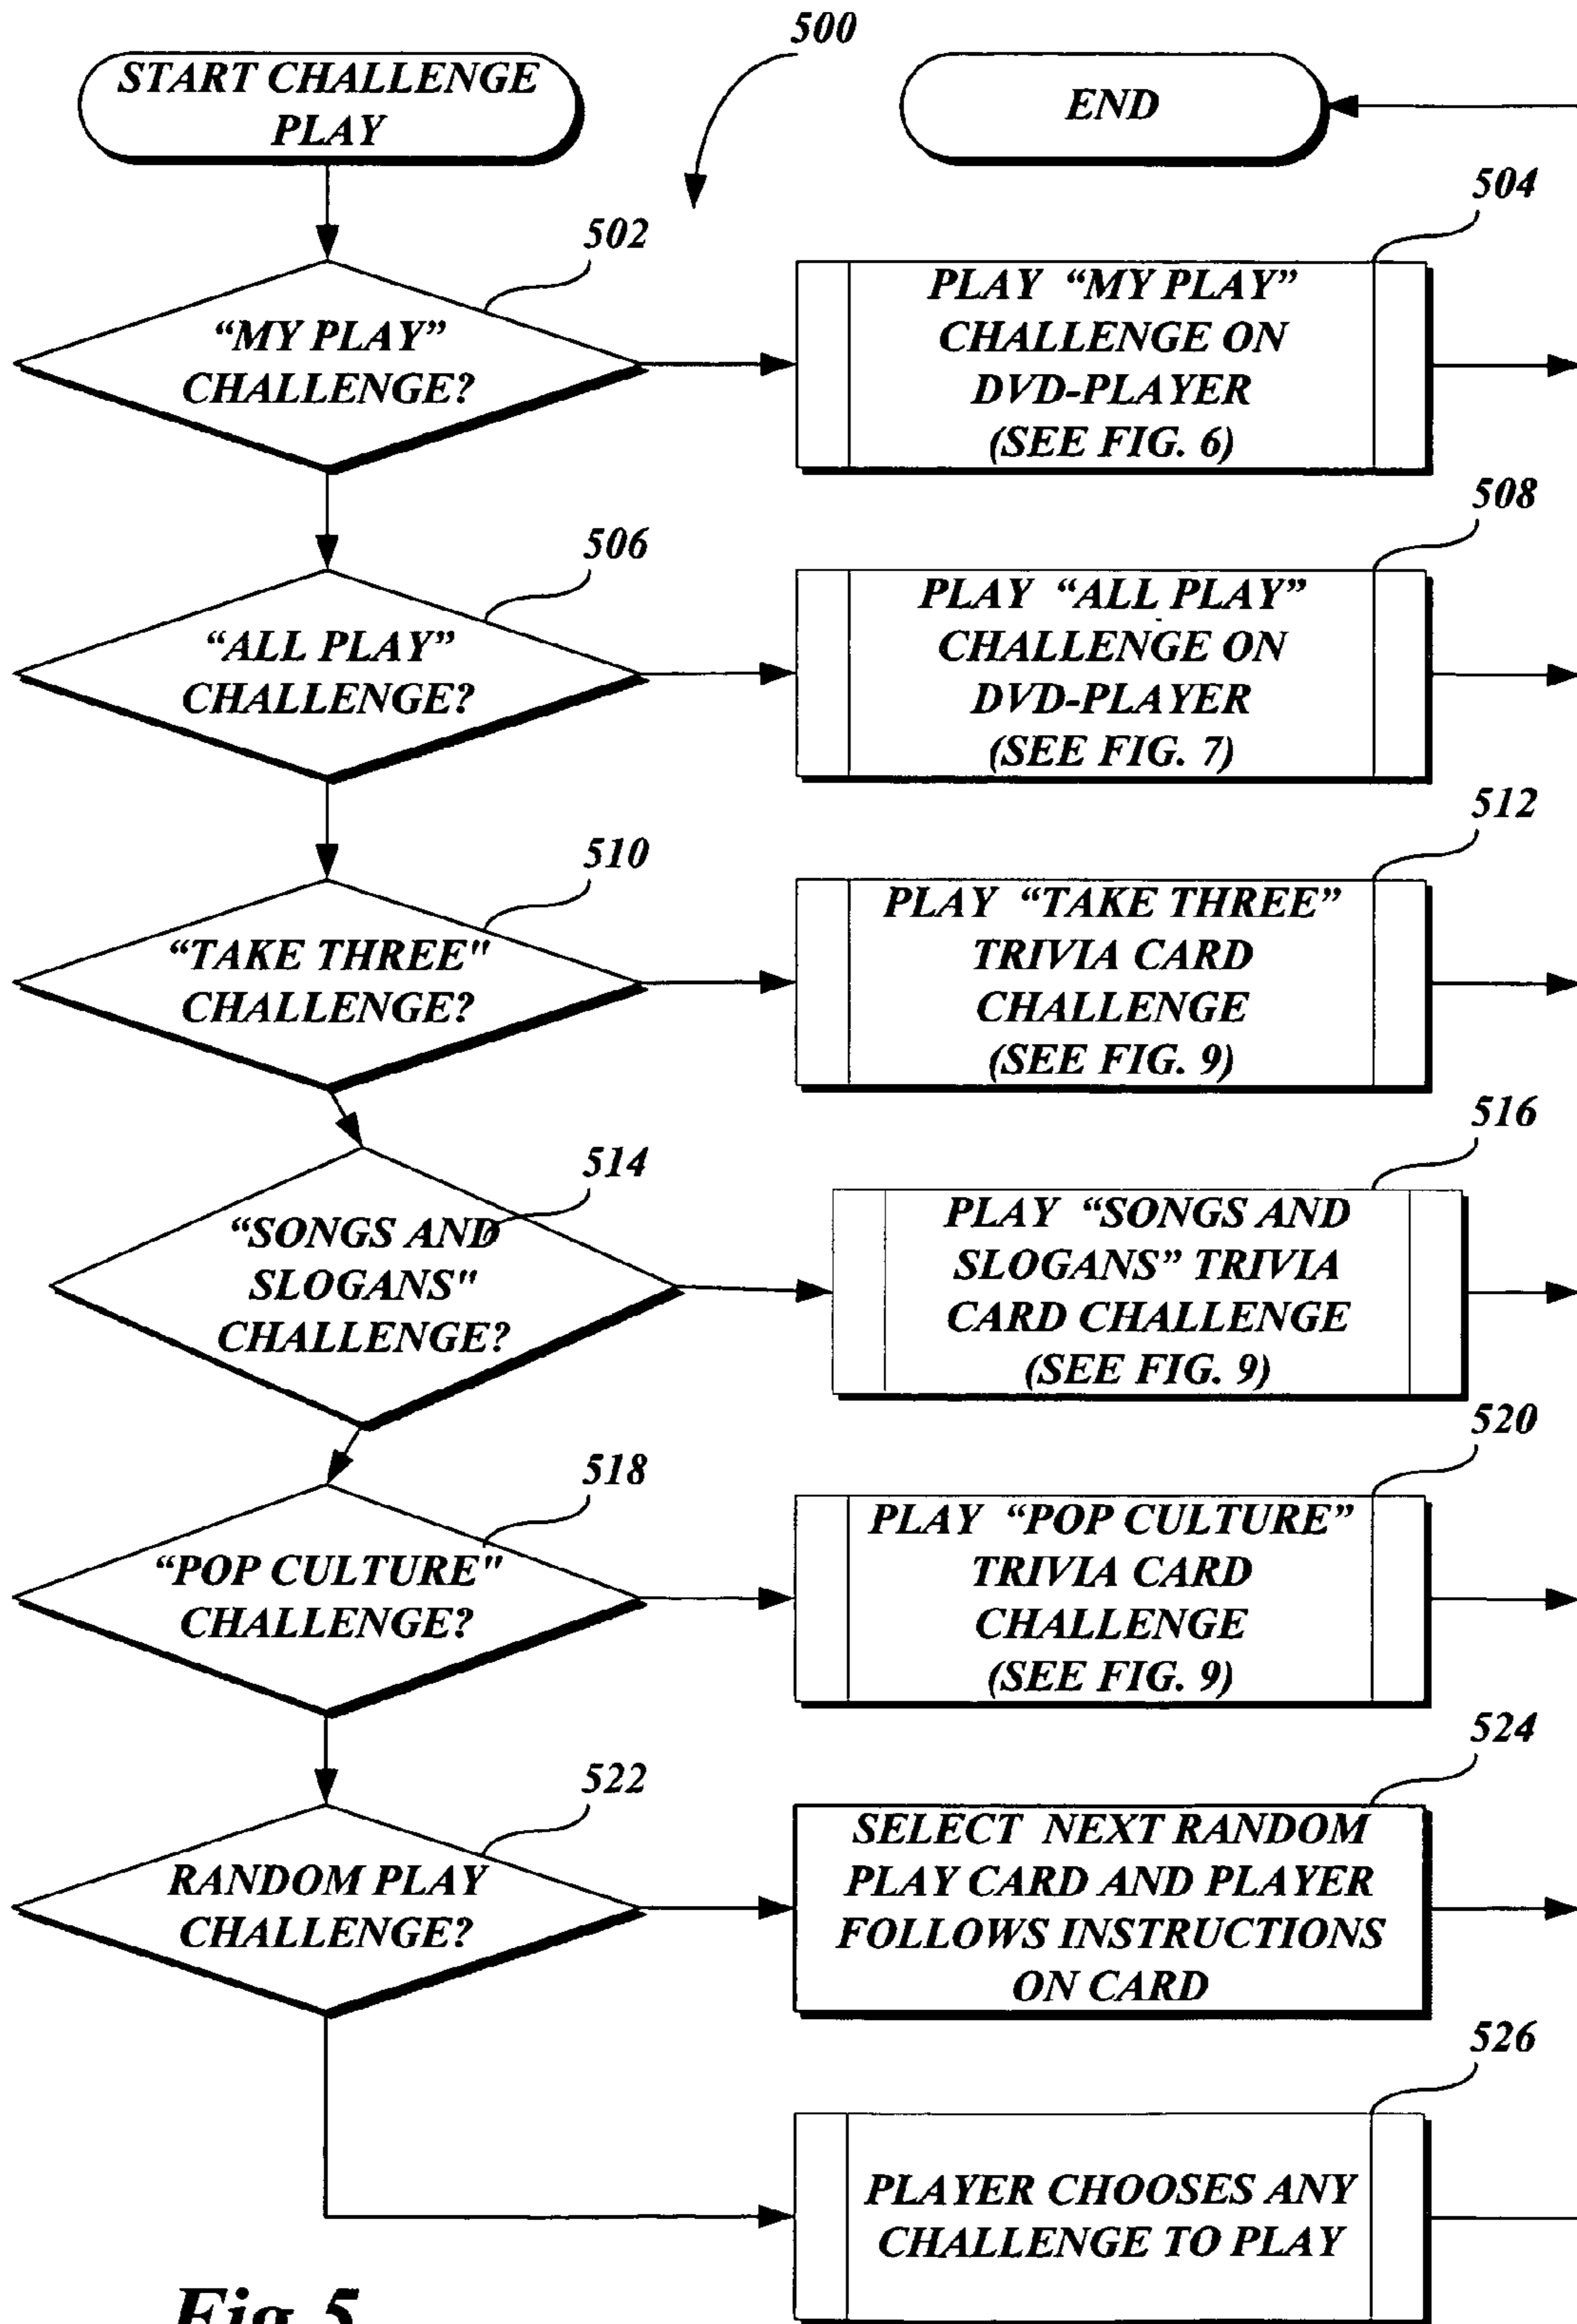 500
START CHALLENGE
PLAY
END
502
“MY PLAY”
CHALLENGE?
504
PLAY “MY PLAY”
CHALLENGE ON
DVD-PLAYER
(SEE FIG. 6)
506
“ALL PLAY”
CHALLENGE?
508
PLAY “ALL PLAY”
CHALLENGE ON
DVD-PLAYER
(SEE FIG. 7)
510
“TAKE THREE"
CHALLENGE?
512
PLAY “TAKE THREE”
TRIVIA CARD
CHALLENGE
(SEE FIG. 9)
514
“SONGS AND
SLOGANS"
CHALLENGE?
516
PLAY “SONGS AND
SLOGANS” TRIVIA
CARD CHALLENGE
(SEE FIG. 9)
518
“POP CULTURE"
CHALLENGE?
520
PLAY “POP CULTURE”
TRIVIA CARD
CHALLENGE
(SEE FIG. 9)
522
RANDOM PLAY
CHALLENGE?
524
SELECT NEXT RANDOM
PLAY CARD AND PLAYER
FOLLOWS INSTRUCTIONS
ON CARD
526
PLAYER CHOOSES ANY
CHALLENGE TO PLAY
Fig.5